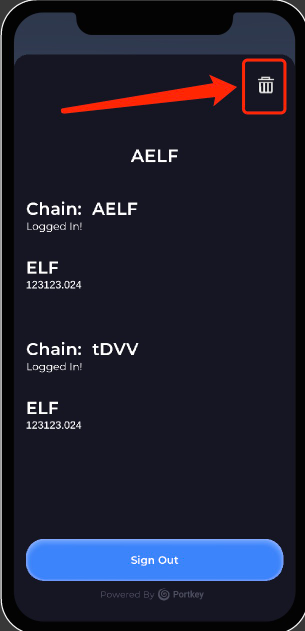 AELF
Chain: AELF
Logged In!
ELF
123123.024
Chain: tDVV
Logged In!
ELF
123123.024
Sign Out
Powered By Portkey